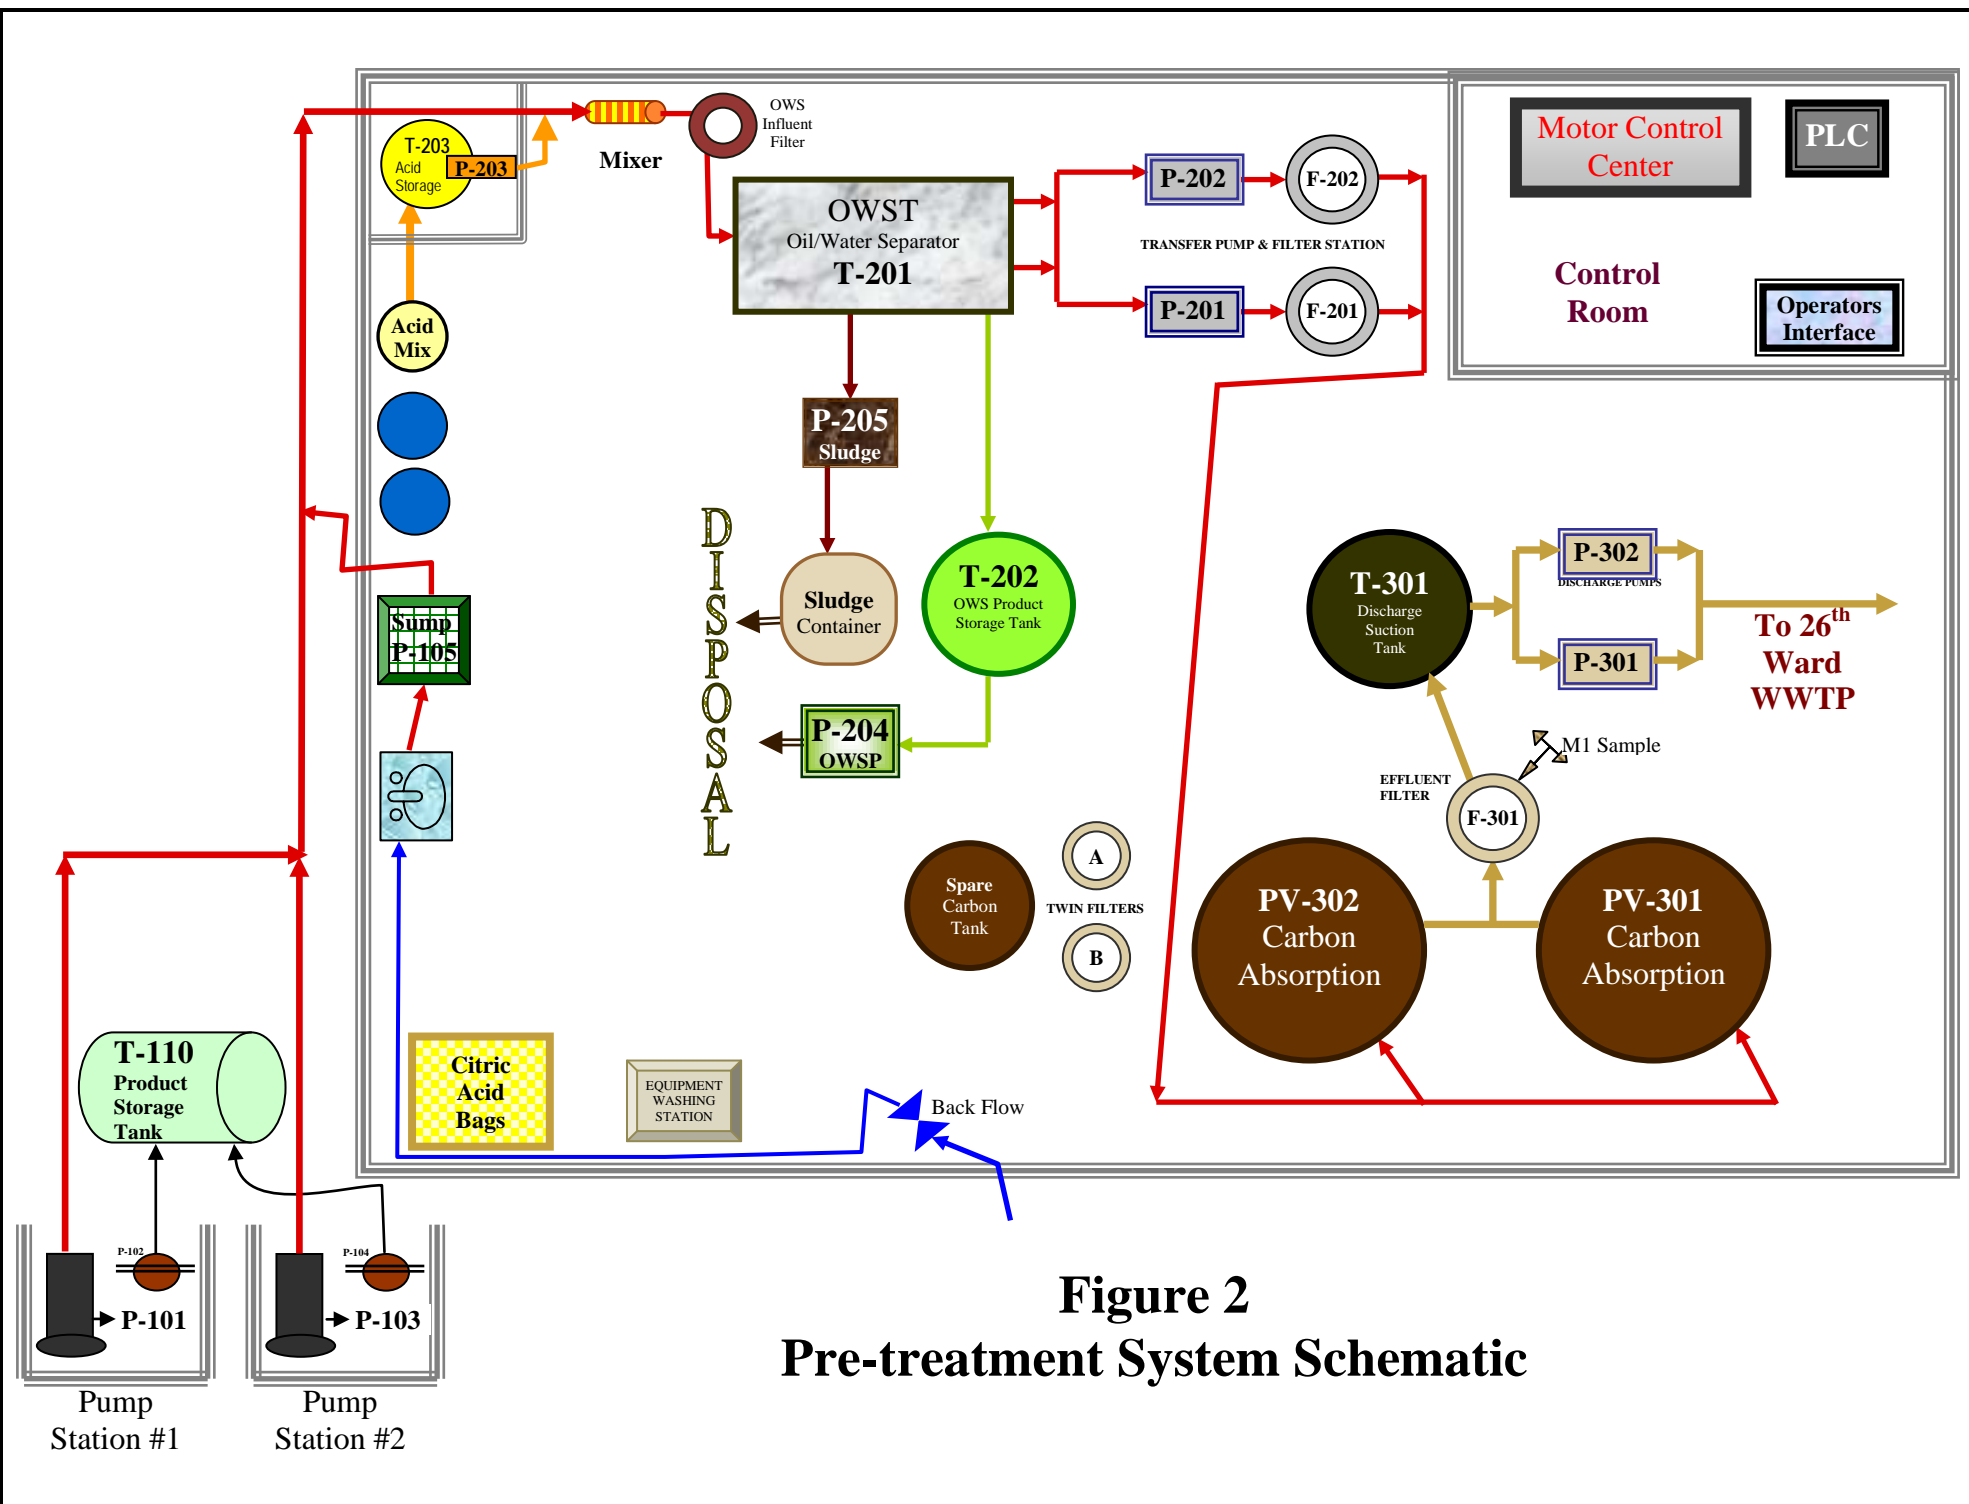 OWS
Influent
Filter
Mixer
T-203
Acid
Storage
P-203
Acid
Mix
OWST
Oil/Water Separator
T-201
P-202
F-202
TRANSFER PUMP & FILTER STATION
P-201
F-201
Motor Control
Center
PLC
Control
Room
Operators
Interface
P-205
Sludge
DISPOSAL
Sludge
Container
T-202
OWS Product
Storage Tank
P-204
OWSP
Sump
P-105
T-301
Discharge
Suction
Tank
P-302
DISCHARGE PUMPS
P-301
To 26th
Ward
WWTP
M1 Sample
EFFLUENT
FILTER
F-301
Spare
Carbon
Tank
A
TWIN FILTERS
B
PV-302
Carbon
Absorption
PV-301
Carbon
Absorption
Citric
Acid
Bags
EQUIPMENT
WASHING
STATION
Back Flow
T-110
Product
Storage
Tank
P-102
P-101
Pump
Station #1
P-104
P-103
Pump
Station #2
Figure 2
Pre-treatment System Schematic